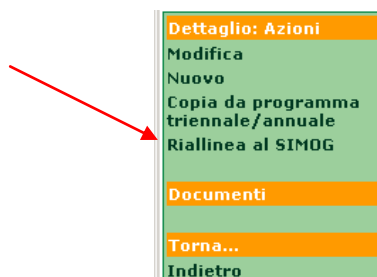 Dettaglio: Azioni
Modifica
Nuovo
Copia da programma
triennale/annuale
Riallinea al SIMOG
Documenti
Torna...
Indietro